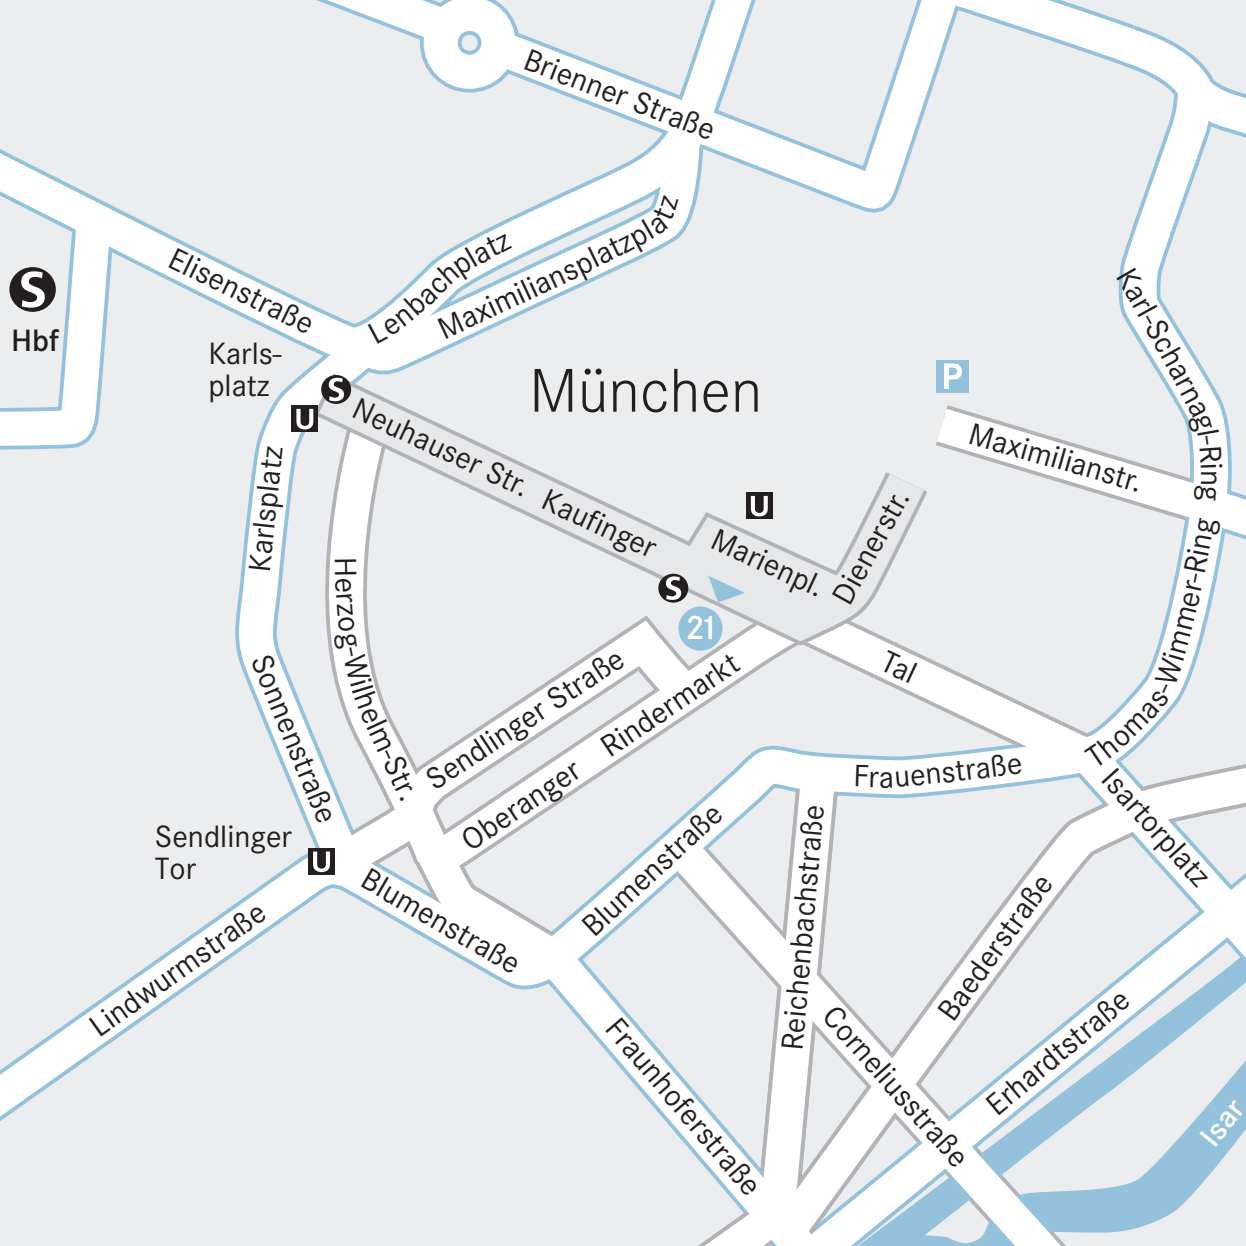 Brienner Straße
Lenbachplatz
Maximiliansplatzplatz
Elisenstraße
S
Hbf
Karls-
platz
S
U
Neuhauser Str.
Kaufinger
München
P
Maximilianstr.
Karl-Scharnagl-Ring
U
Marienpl.
Dienerstr.
S
21
Karlsplatz
Herzog-Wilhelm-Str.
Sonnenstraße
Sendlinger Straße
Oberanger
Rindermarkt
Tal
Thomas-Wimmer-Ring
Frauenstraße
Isartorplatz
Sendlinger
Tor
U
Blumenstraße
Blumenstraße
Reichenbachstraße
Baederstraße
Lindwurmstraße
Fraunhoferstraße
Corneliusstraße
Erhardtstraße
Isar